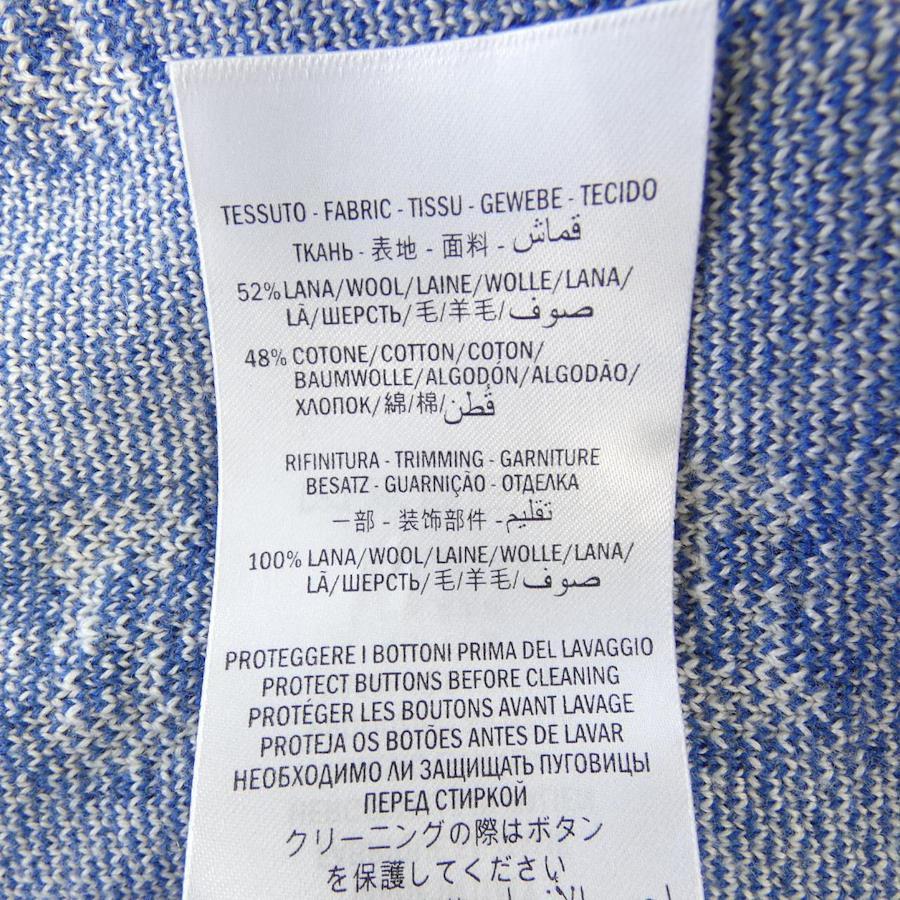 TESSUTO - FABRIC - TISSU - GEWEBE - TECIDO
ТКАНЬ - 表地 - 面料 - قماش
52% LANA/WOOL/LAINE/WOLLE/LANA/
LÃ/ШЕРСТЬ/毛/羊毛/صوف
48% COTONE/COTTON/COTON/
BAUMWOLLE/ALGODÓN/ALGODÃO/
ХЛОПОК/綿/棉/قطن
RIFINITURA - TRIMMING - GARNITURE
BESATZ - GUARNIÇÃO - ОТДЕЛКА
一部 - 装饰部件 - تقليم
100% LANA/WOOL/LAINE/WOLLE/LANA/
LÃ/ШЕРСТЬ/毛/羊毛/صوف
PROTEGGERE I BOTTONI PRIMA DEL LAVAGGIO
PROTECT BUTTONS BEFORE CLEANING
PROTÉGER LES BOUTONS AVANT LAVAGE
PROTEJA OS BOTÕES ANTES DE LAVAR
НЕОБХОДИМО ЛИ ЗАЩИЩАТЬ ПУГОВИЦЫ
ПЕРЕД СТИРКОЙ
クリーニングの際はボタン
を保護してください